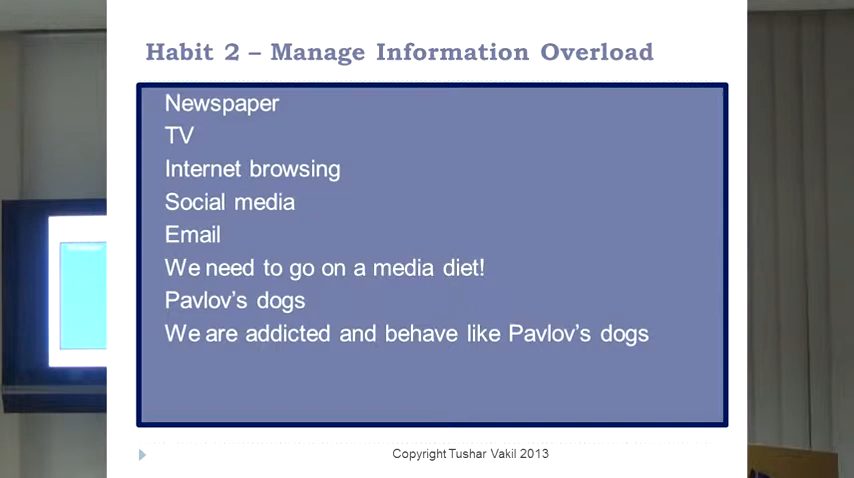 Habit 2 – Manage Information Overload
Newspaper
TV
Internet browsing
Social media
Email
We need to go on a media diet!
Pavlov's dogs
We are addicted and behave like Pavlov's dogs
Copyright Tushar Vakil 2013